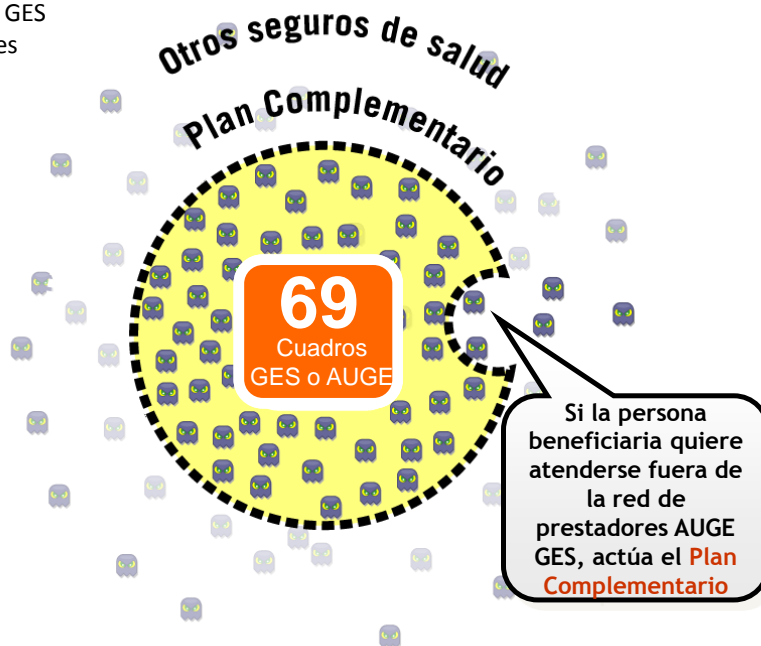 GES
es
Otros seguros de salud
Plan Complementario
69
Cuadros
GES o AUGE
Si la persona
beneficiaria quiere
atenderse fuera de
la red de
prestadores AUGE
GES, actúa el Plan
Complementario